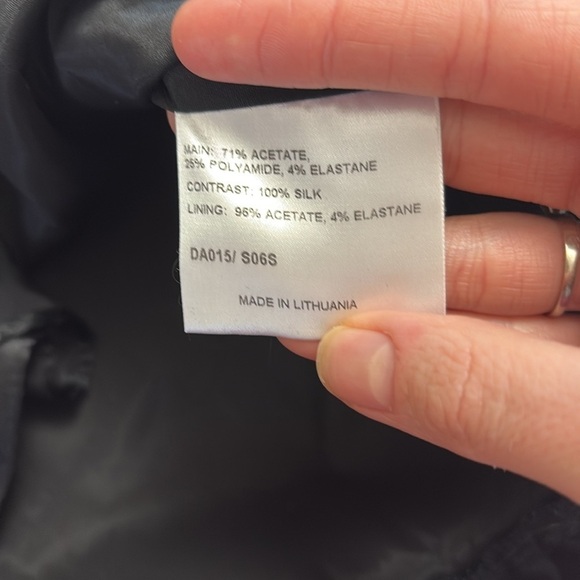 MAIN: 71% ACETATE,
25% POLYAMIDE, 4% ELASTANE
CONTRAST: 100% SILK
LINING: 96% ACETATE, 4% ELASTANE
DA015/ S06S
MADE IN LITHUANIA